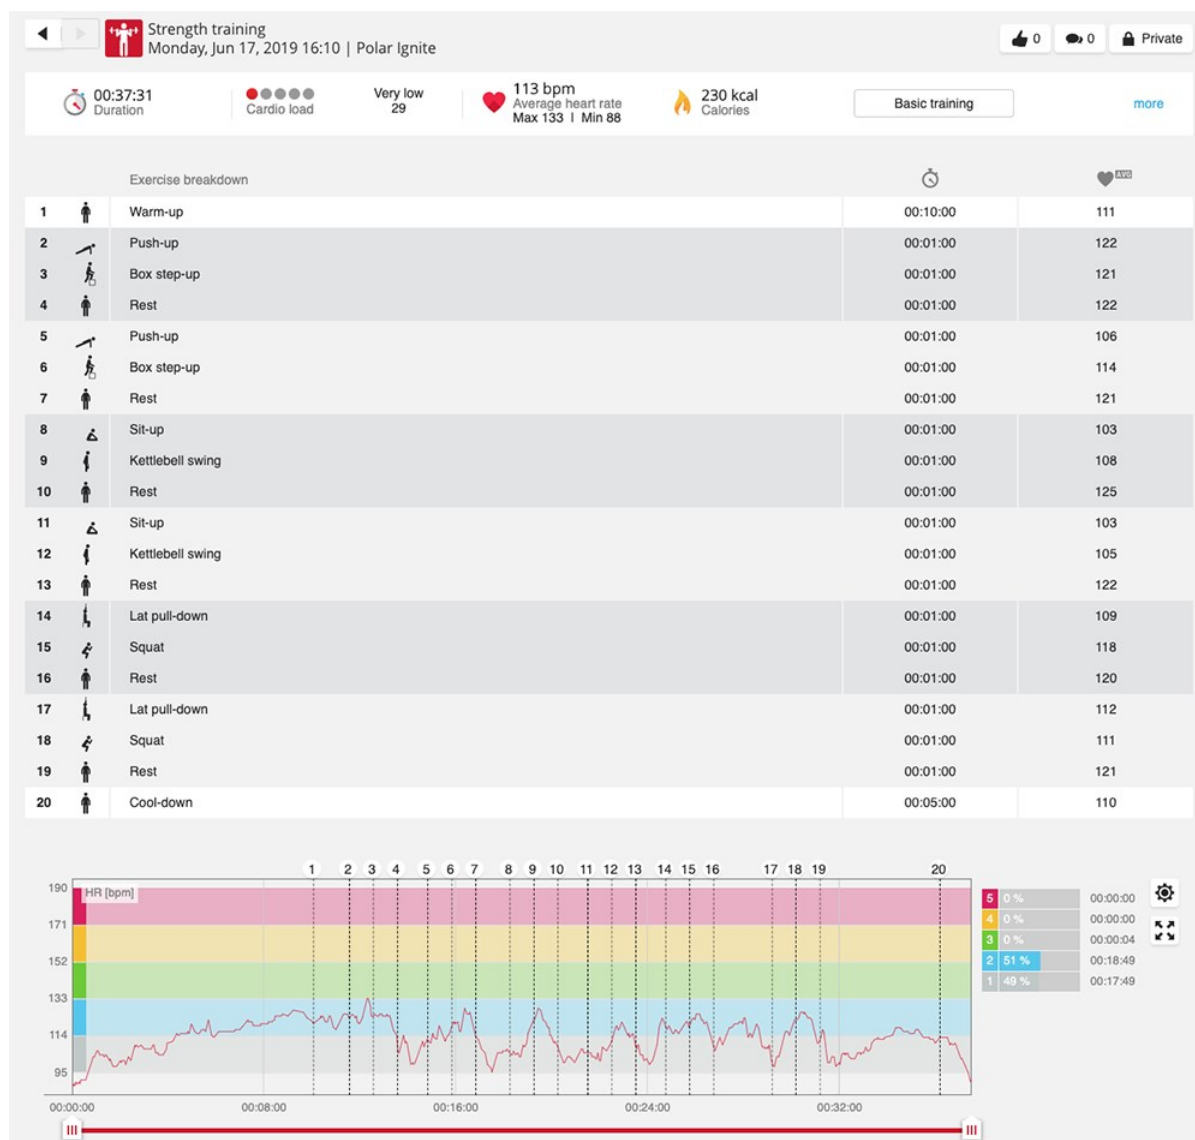 Strength training
Monday, Jun 17, 2019 16:10 | Polar Ignite
0 0 Private
00:37:31
Duration
Cardio load
Very low
29
113 bpm
Average heart rate
Max 133 | Min 88
230 kcal
Calories
Basic training
more
Exercise breakdown AVG
1 Warm-up 00:10:00 111
2 Push-up 00:01:00 122
3 Box step-up 00:01:00 121
4 Rest 00:01:00 122
5 Push-up 00:01:00 106
6 Box step-up 00:01:00 114
7 Rest 00:01:00 121
8 Sit-up 00:01:00 103
9 Kettlebell swing 00:01:00 108
10 Rest 00:01:00 125
11 Sit-up 00:01:00 103
12 Kettlebell swing 00:01:00 105
13 Rest 00:01:00 122
14 Lat pull-down 00:01:00 109
15 Squat 00:01:00 118
16 Rest 00:01:00 120
17 Lat pull-down 00:01:00 112
18 Squat 00:01:00 111
19 Rest 00:01:00 121
20 Cool-down 00:05:00 110
1 2 3 4 5 6 7 8 9 10 11 12 13 14 15 16 17 18 19 20
HR [bpm]
190
171
152
133
114
95
00:00:00 00:08:00 00:16:00 00:24:00 00:32:00
5 0 % 00:00:00
4 0 % 00:00:00
3 0 % 00:00:04
2 51 % 00:18:49
1 49 % 00:17:49